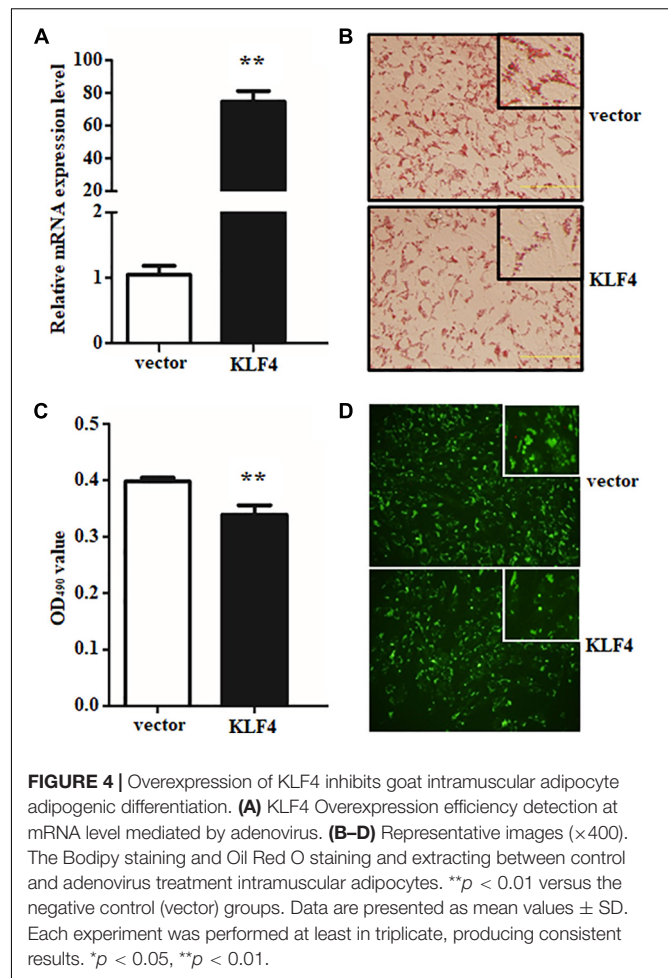 A
Relative mRNA expression level
100
80
60
40
20
2
1
0
**
vector
KLF4
B
vector
KLF4
C
OD490 value
0.5
0.4
0.3
0.2
0.1
0.0
**
vector
KLF4
D
vector
KLF4
FIGURE 4 | Overexpression of KLF4 inhibits goat intramuscular adipocyte
adipogenic differentiation. (A) KLF4 Overexpression efficiency detection at
mRNA level mediated by adenovirus. (B–D) Representative images (×400).
The Bodipy staining and Oil Red O staining and extracting between control
and adenovirus treatment intramuscular adipocytes. **p < 0.01 versus the
negative control (vector) groups. Data are presented as mean values ± SD.
Each experiment was performed at least in triplicate, producing consistent
results. *p < 0.05, **p < 0.01.